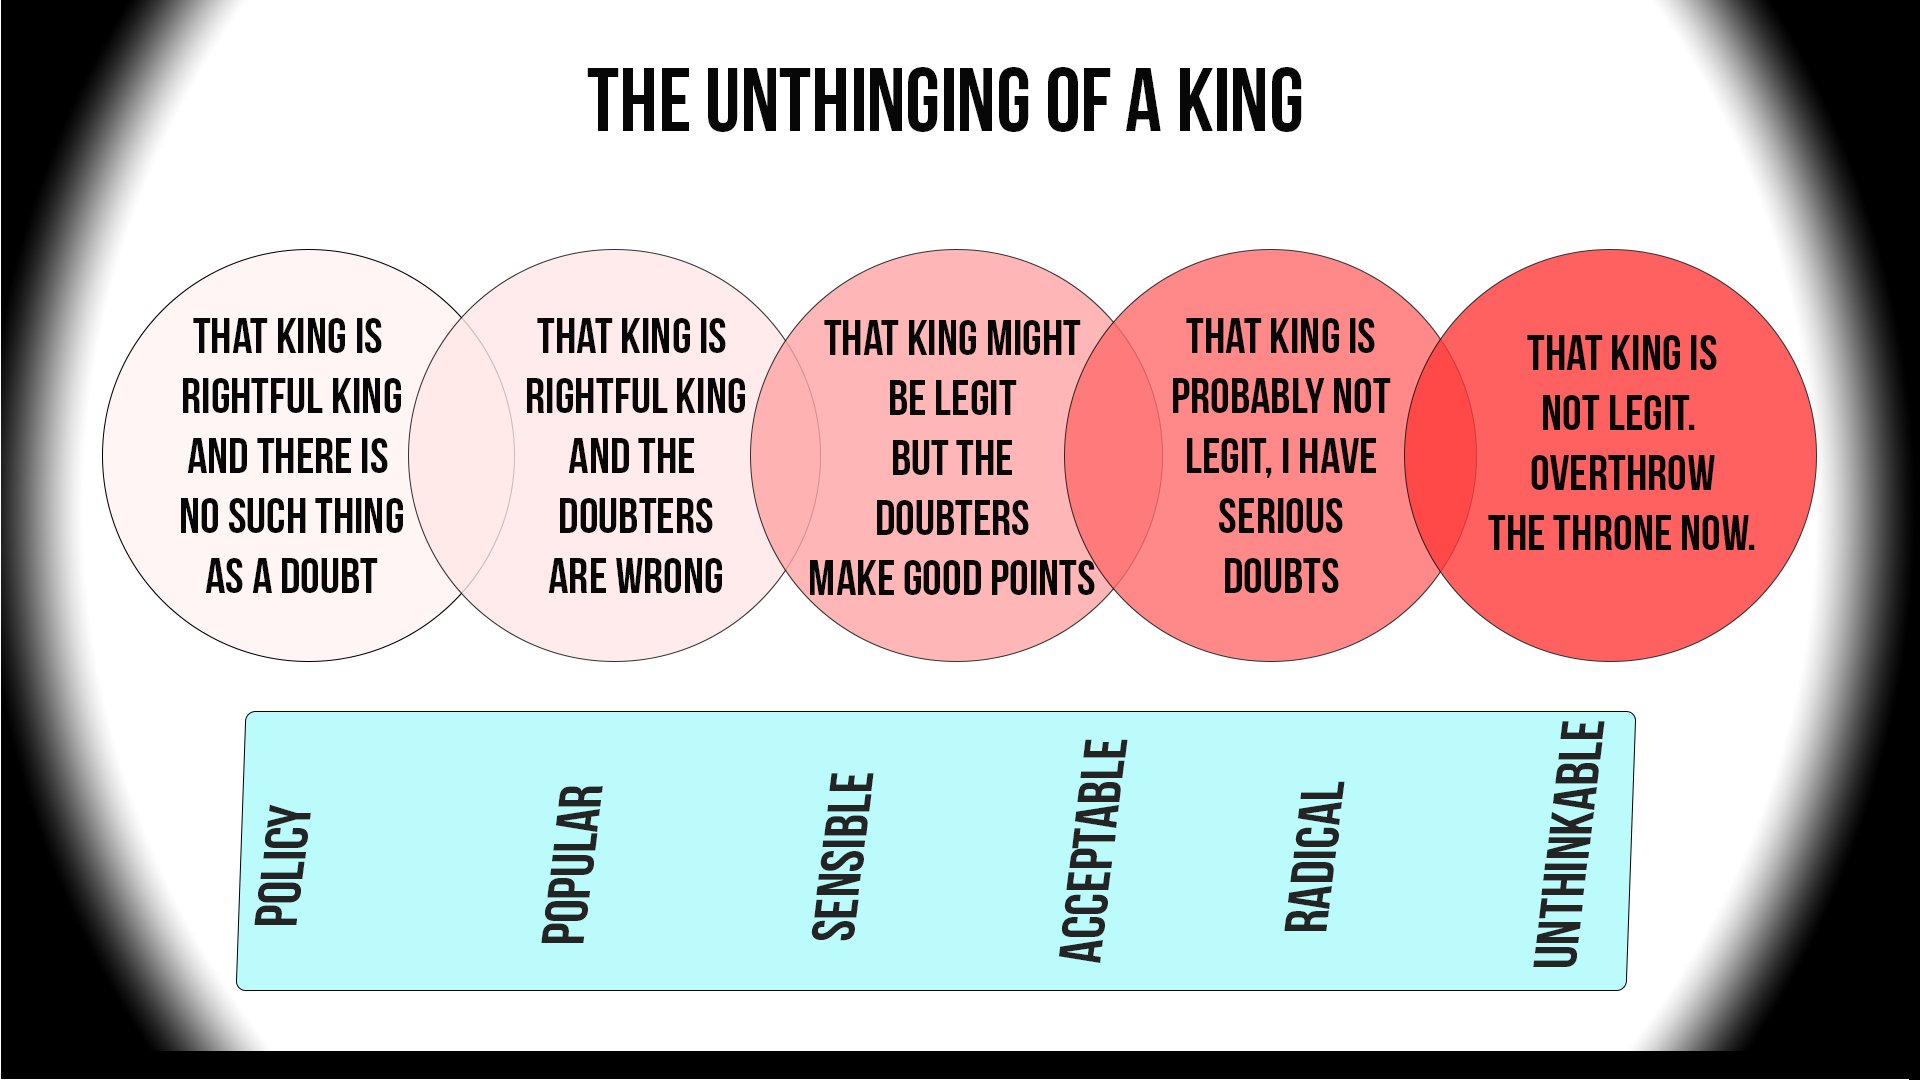 THE UNTHINGING OF A KING
THAT KING IS
RIGHTFUL KING
AND THERE IS
NO SUCH THING
AS A DOUBT
THAT KING IS
RIGHTFUL KING
AND THE
DOUBTERS
ARE WRONG
THAT KING MIGHT
BE LEGIT
BUT THE
DOUBTERS
MAKE GOOD POINTS
THAT KING IS
PROBABLY NOT
LEGIT, I HAVE
SERIOUS
DOUBTS
THAT KING IS
NOT LEGIT.
OVERTHROW
THE THRONE NOW.
POLICY
POPULAR
SENSIBLE
ACCEPTABLE
RADICAL
UNTHINKABLE